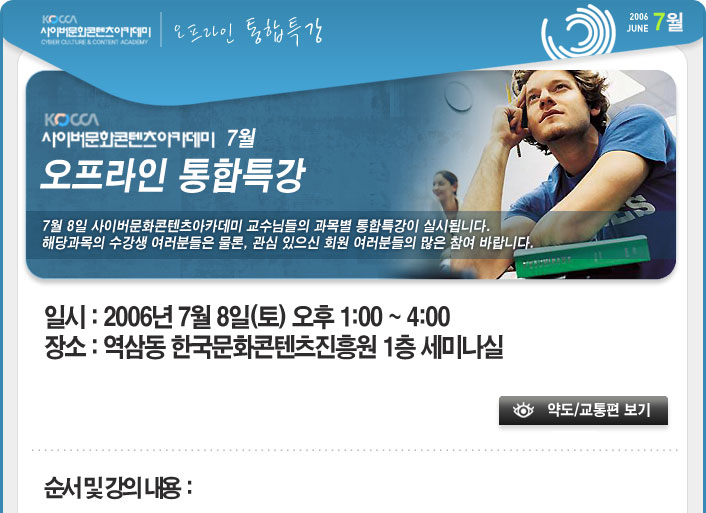 KOCCA
사이버문화콘텐츠아카데미
CYBER CULTURE & CONTENT ACADEMY
오프라인 통합특강
2006
JUNE 7월
KOCCA
사이버문화콘텐츠아카데미 7월
오프라인 통합특강
7월 8일 사이버문화콘텐츠아카데미 교수님들의 과목별 통합특강이 실시됩니다.
해당과목의 수강생 여러분들은 물론, 관심 있으신 회원 여러분들의 많은 참여 바랍니다.
일시 : 2006년 7월 8일(토) 오후 1:00 ~ 4:00
장소 : 역삼동 한국문화콘텐츠진흥원 1층 세미나실
약도/교통편 보기
순서 및 강의 내용 :